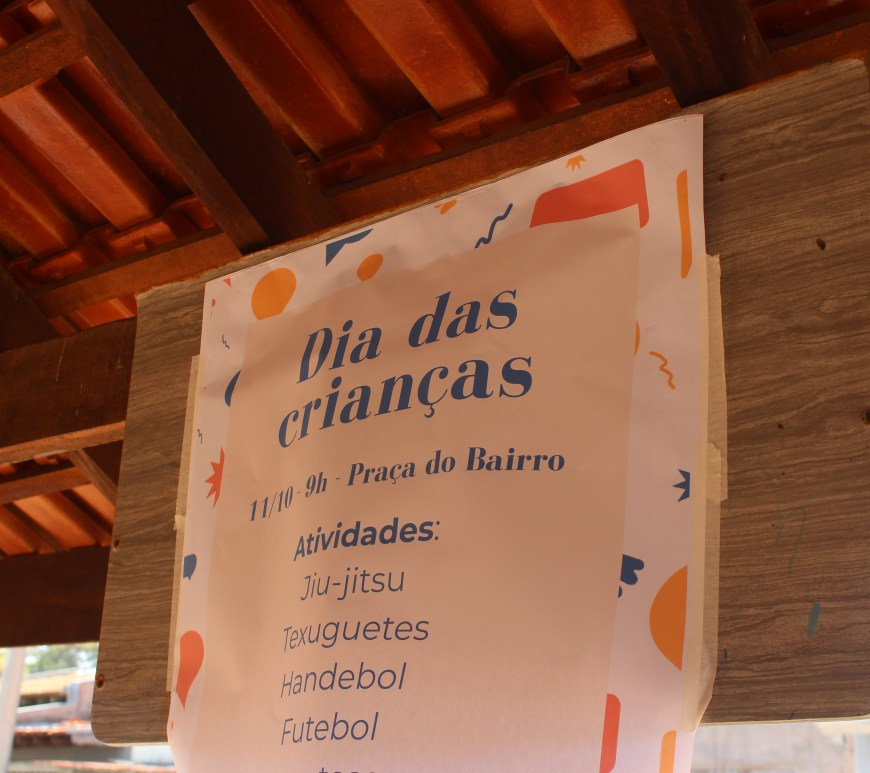 Dia das
crianças
11/10 - 9h - Praça do Bairro
Atividades:
Jiu-jitsu
Texuguetes
Handebol
Futebol